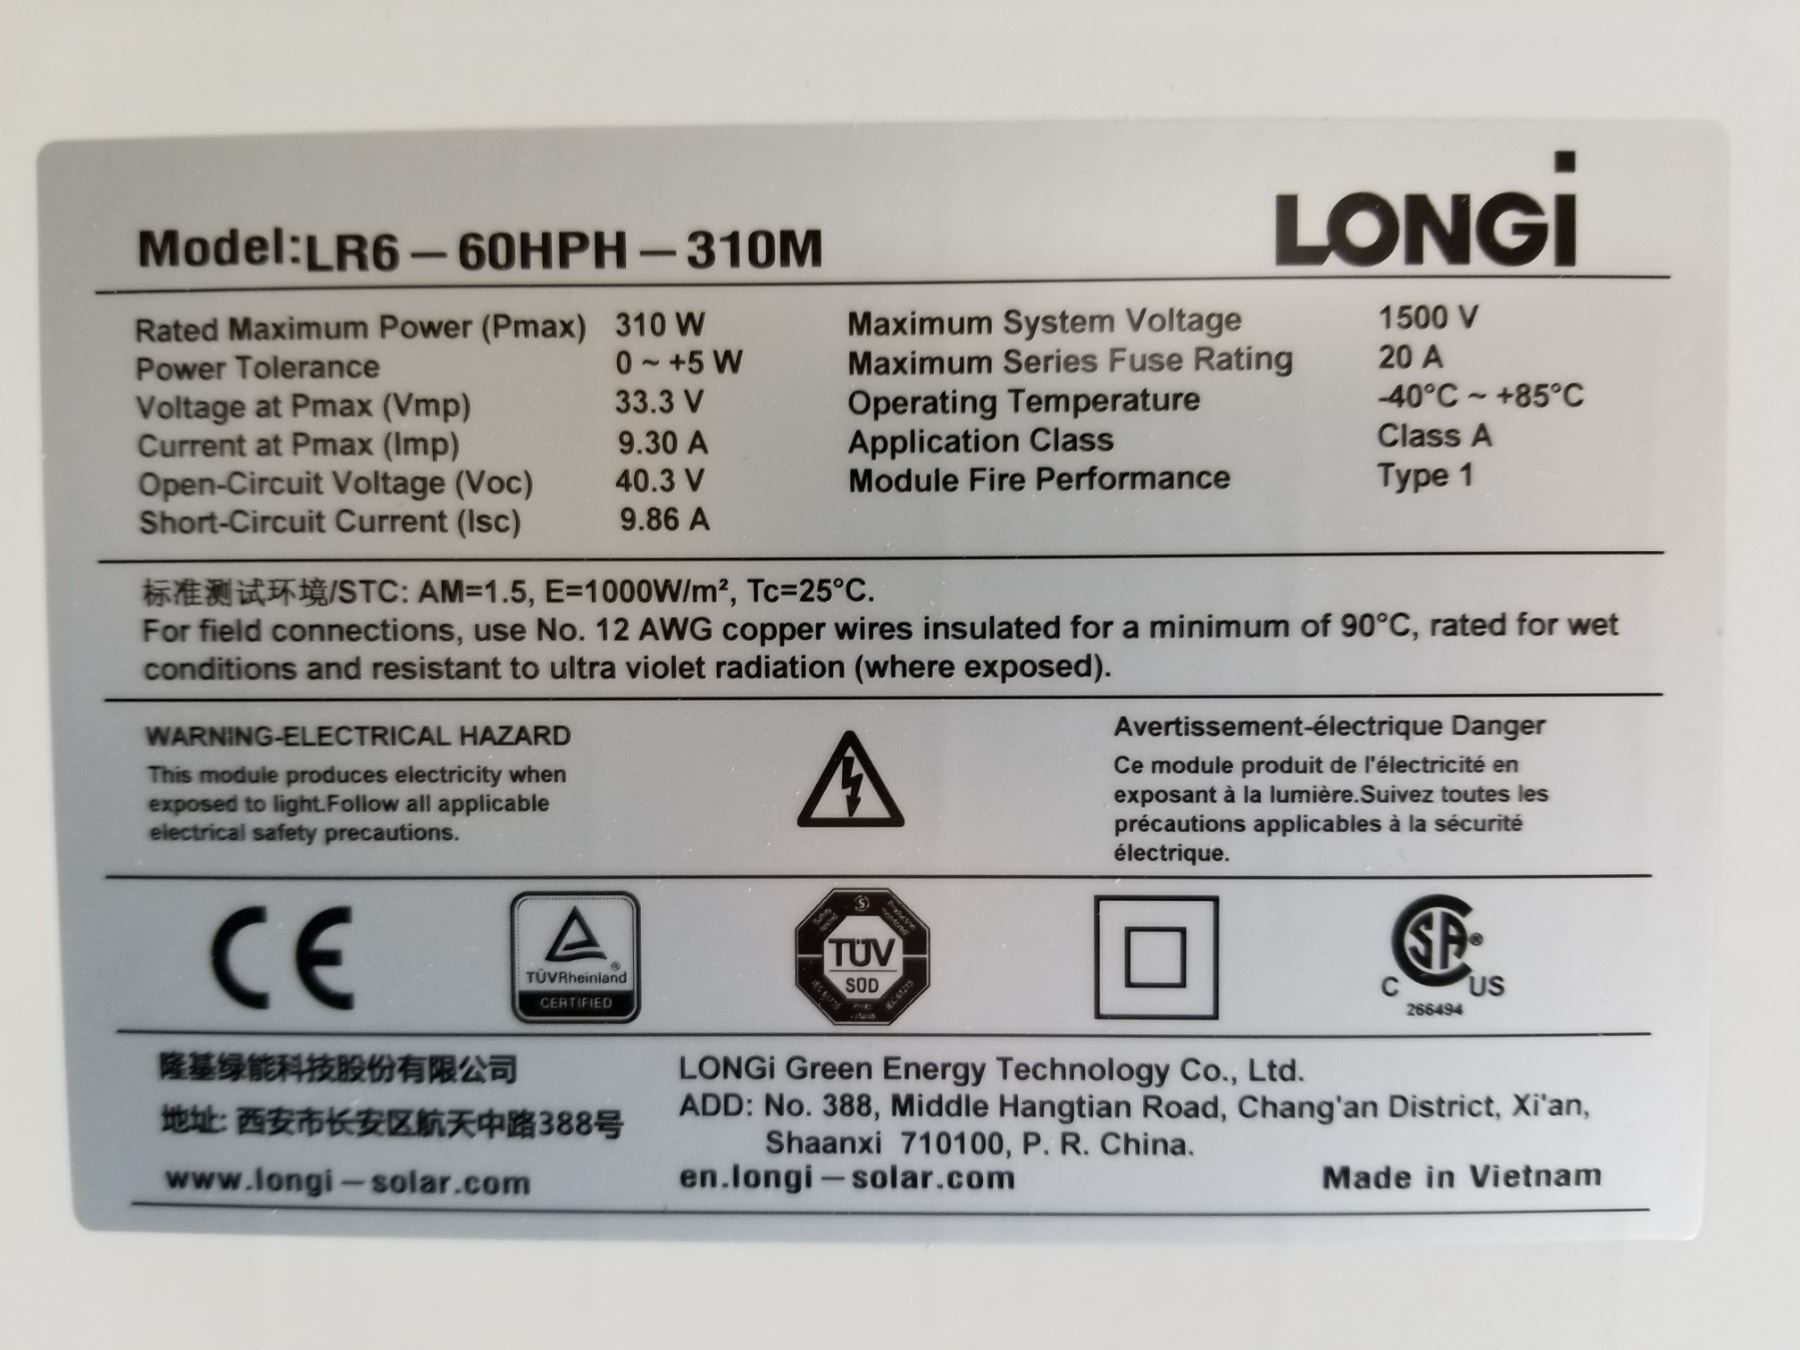 LONGi
Model:LR6-60HPH-310M
Rated Maximum Power (Pmax) 310 W
Power Tolerance 0 ~ +5 W
Voltage at Pmax (Vmp) 33.3 V
Current at Pmax (Imp) 9.30 A
Open-Circuit Voltage (Voc) 40.3 V
Short-Circuit Current (Isc) 9.86 A
Maximum System Voltage 1500 V
Maximum Series Fuse Rating 20 A
Operating Temperature -40°C ~ +85°C
Application Class Class A
Module Fire Performance Type 1
标准测试环境/STC: AM=1.5, E=1000W/m², Tc=25°C.
For field connections, use No. 12 AWG copper wires insulated for a minimum of 90°C, rated for wet
conditions and resistant to ultra violet radiation (where exposed).
WARNING-ELECTRICAL HAZARD
This module produces electricity when
exposed to light.Follow all applicable
electrical safety precautions.
Avertissement-électrique Danger
Ce module produit de l'électricité en
exposant à la lumière.Suivez toutes les
précautions applicables à la sécurité
électrique.
CE
TÜVRheinland®
CERTIFIED
TÜV
SÜD
CSA®
C US
266494
隆基绿能科技股份有限公司
地址: 西安市长安区航天中路388号
www.longi-solar.com
LONGi Green Energy Technology Co., Ltd.
ADD: No. 388, Middle Hangtian Road, Chang'an District, Xi'an,
Shaanxi 710100, P. R. China.
en.longi-solar.com
Made in Vietnam